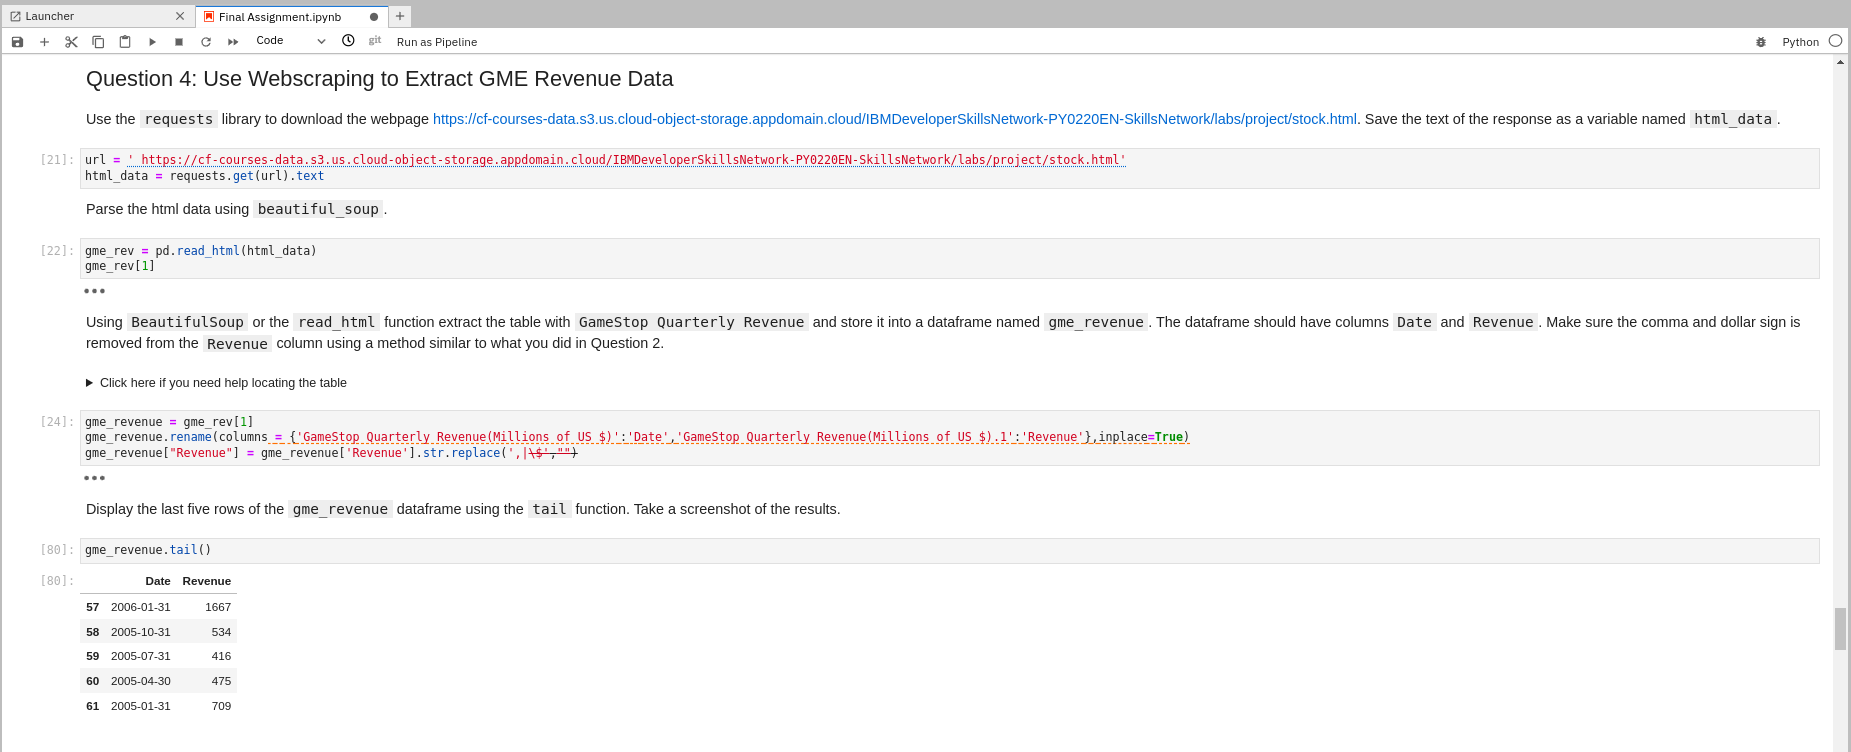 Launcher
Final Assignment.ipynb
Code
git
Run as Pipeline
Python
Question 4: Use Webscraping to Extract GME Revenue Data
Use the requests library to download the webpage https://cf-courses-data.s3.us.cloud-object-storage.appdomain.cloud/IBMDeveloperSkillsNetwork-PY0220EN-SkillsNetwork/labs/project/stock.html. Save the text of the response as a variable named html_data.
[21]: url = ' https://cf-courses-data.s3.us.cloud-object-storage.appdomain.cloud/IBMDeveloperSkillsNetwork-PY0220EN-SkillsNetwork/labs/project/stock.html'
html_data = requests.get(url).text
Parse the html data using beautiful_soup.
[22]: gme_rev = pd.read_html(html_data)
gme_rev[1]
Using BeautifulSoup or the read_html function extract the table with GameStop Quarterly Revenue and store it into a dataframe named gme_revenue. The dataframe should have columns Date and Revenue. Make sure the comma and dollar sign is
removed from the Revenue column using a method similar to what you did in Question 2.
Click here if you need help locating the table
[24]: gme_revenue = gme_rev[1]
gme_revenue.rename(columns = {'GameStop Quarterly Revenue(Millions of US $)':'Date','GameStop Quarterly Revenue(Millions of US $).1':'Revenue'},inplace=True)
gme_revenue["Revenue"] = gme_revenue['Revenue'].str.replace(',|\$',"")
Display the last five rows of the gme_revenue dataframe using the tail function. Take a screenshot of the results.
[80]: gme_revenue.tail()
[80]: Date Revenue
57 2006-01-31 1667
58 2005-10-31 534
59 2005-07-31 416
60 2005-04-30 475
61 2005-01-31 709